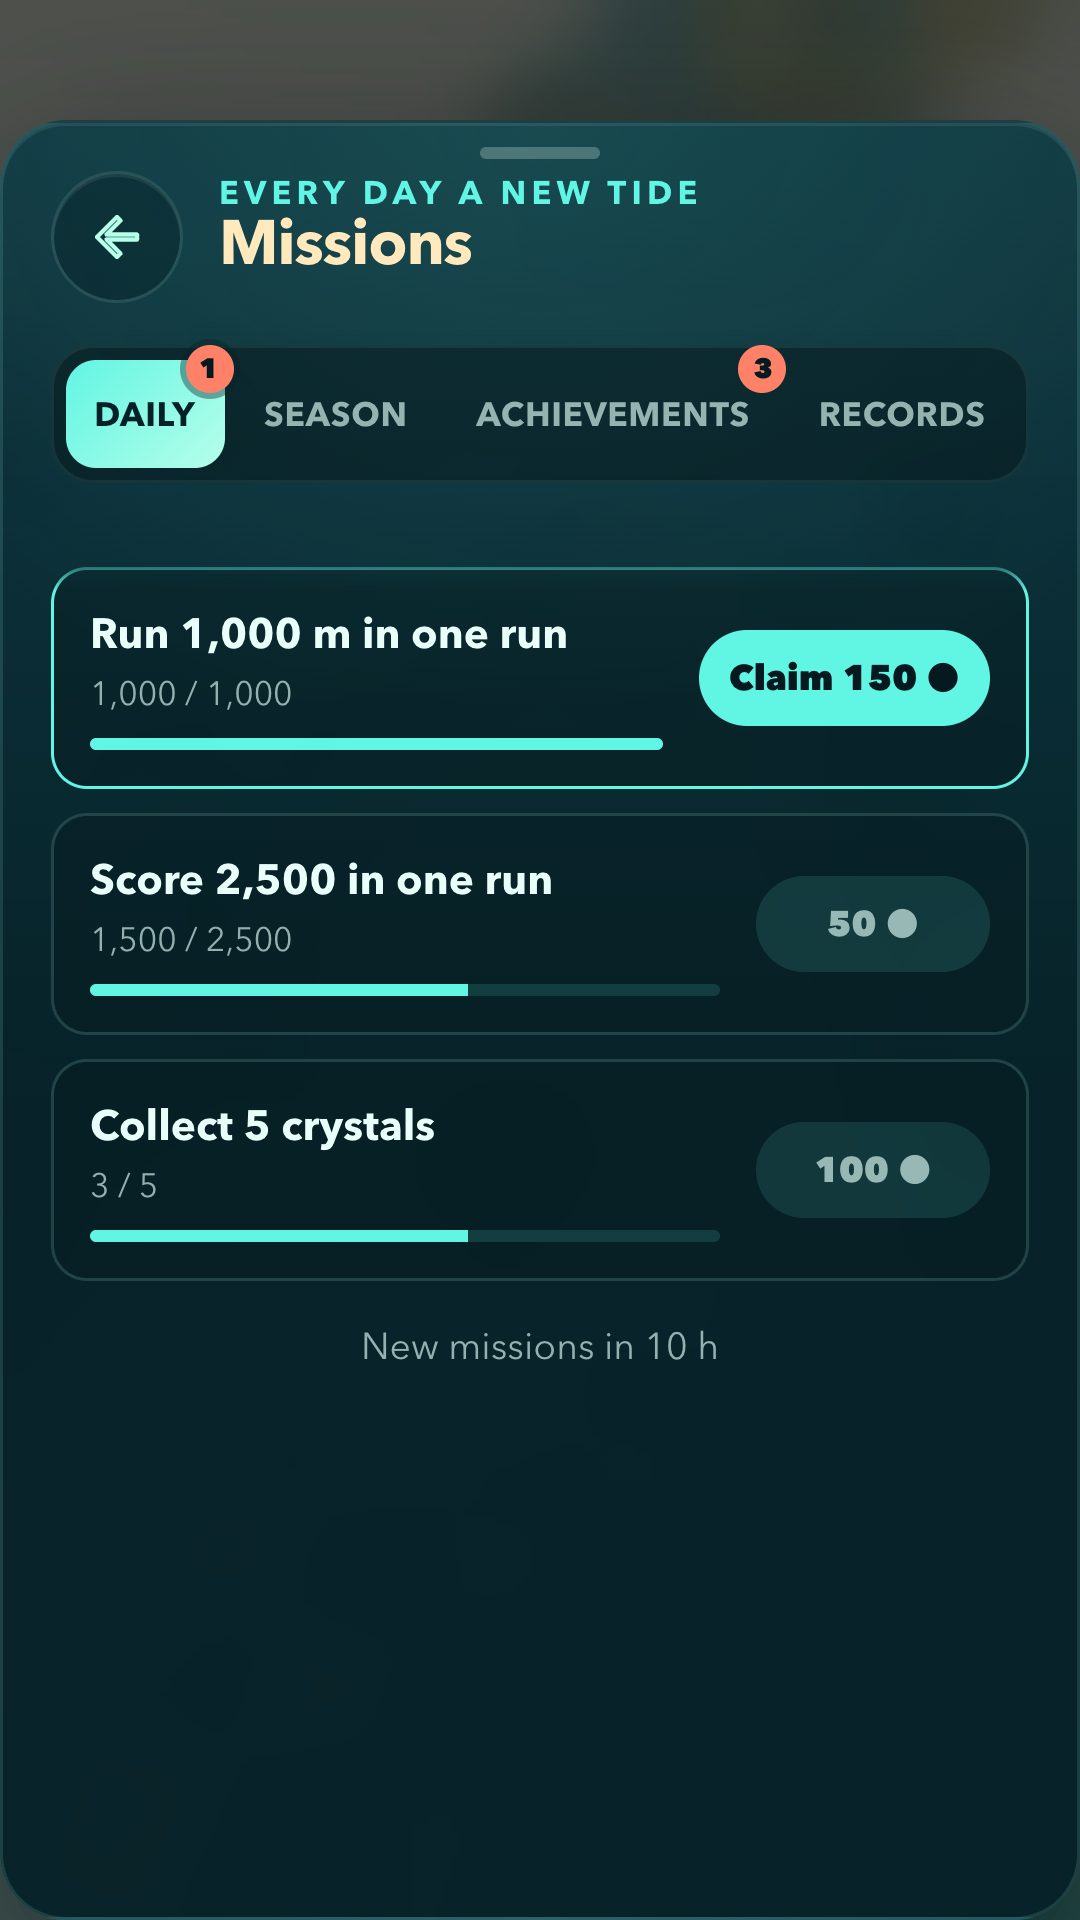 EVERY DAY A NEW TIDE
Missions
1
3
DAILY SEASON ACHIEVEMENTS RECORDS
Run 1,000 m in one run
1,000 / 1,000
Claim 150
Score 2,500 in one run
1,500 / 2,500
50
Collect 5 crystals
3 / 5
100
New missions in 10 h